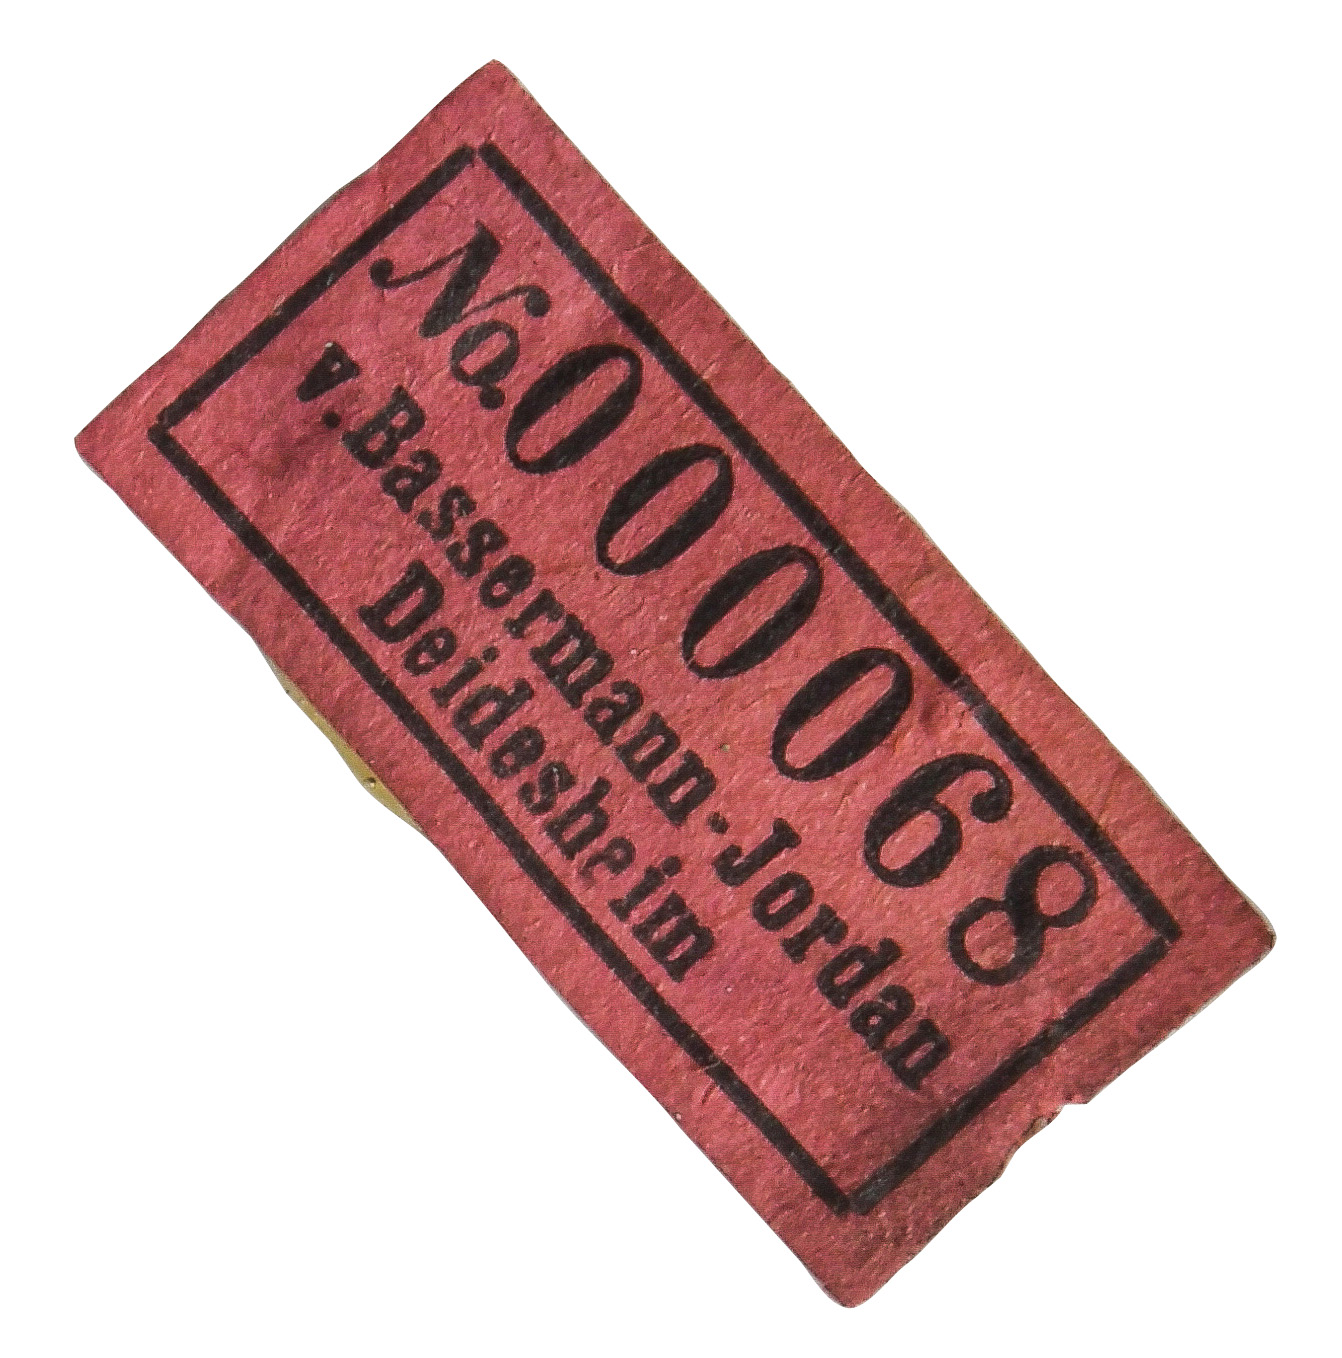 No. 000068
v. Bassermann-Jordan
Deidesheim